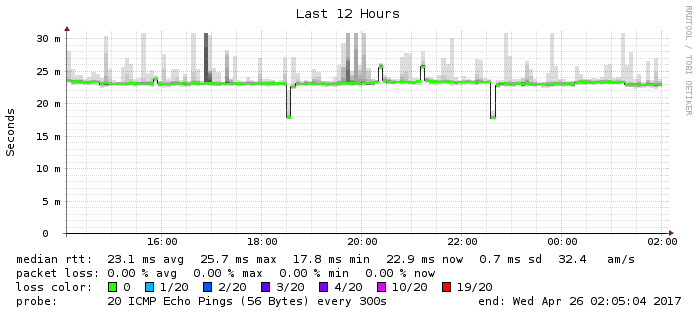 Last 12 Hours
RRDTOOL / TOBI OETIKER
Seconds
30 m
25 m
20 m
15 m
10 m
5 m
0
16:00 18:00 20:00 22:00 00:00 02:00
median rtt: 23.1 ms avg 25.7 ms max 17.8 ms min 22.9 ms now 0.7 ms sd 32.4 am/s
packet loss: 0.00 % avg 0.00 % max 0.00 % min 0.00 % now
loss color: 0 1/20 2/20 3/20 4/20 10/20 19/20
probe: 20 ICMP Echo Pings (56 Bytes) every 300s end: Wed Apr 26 02:05:04 2017